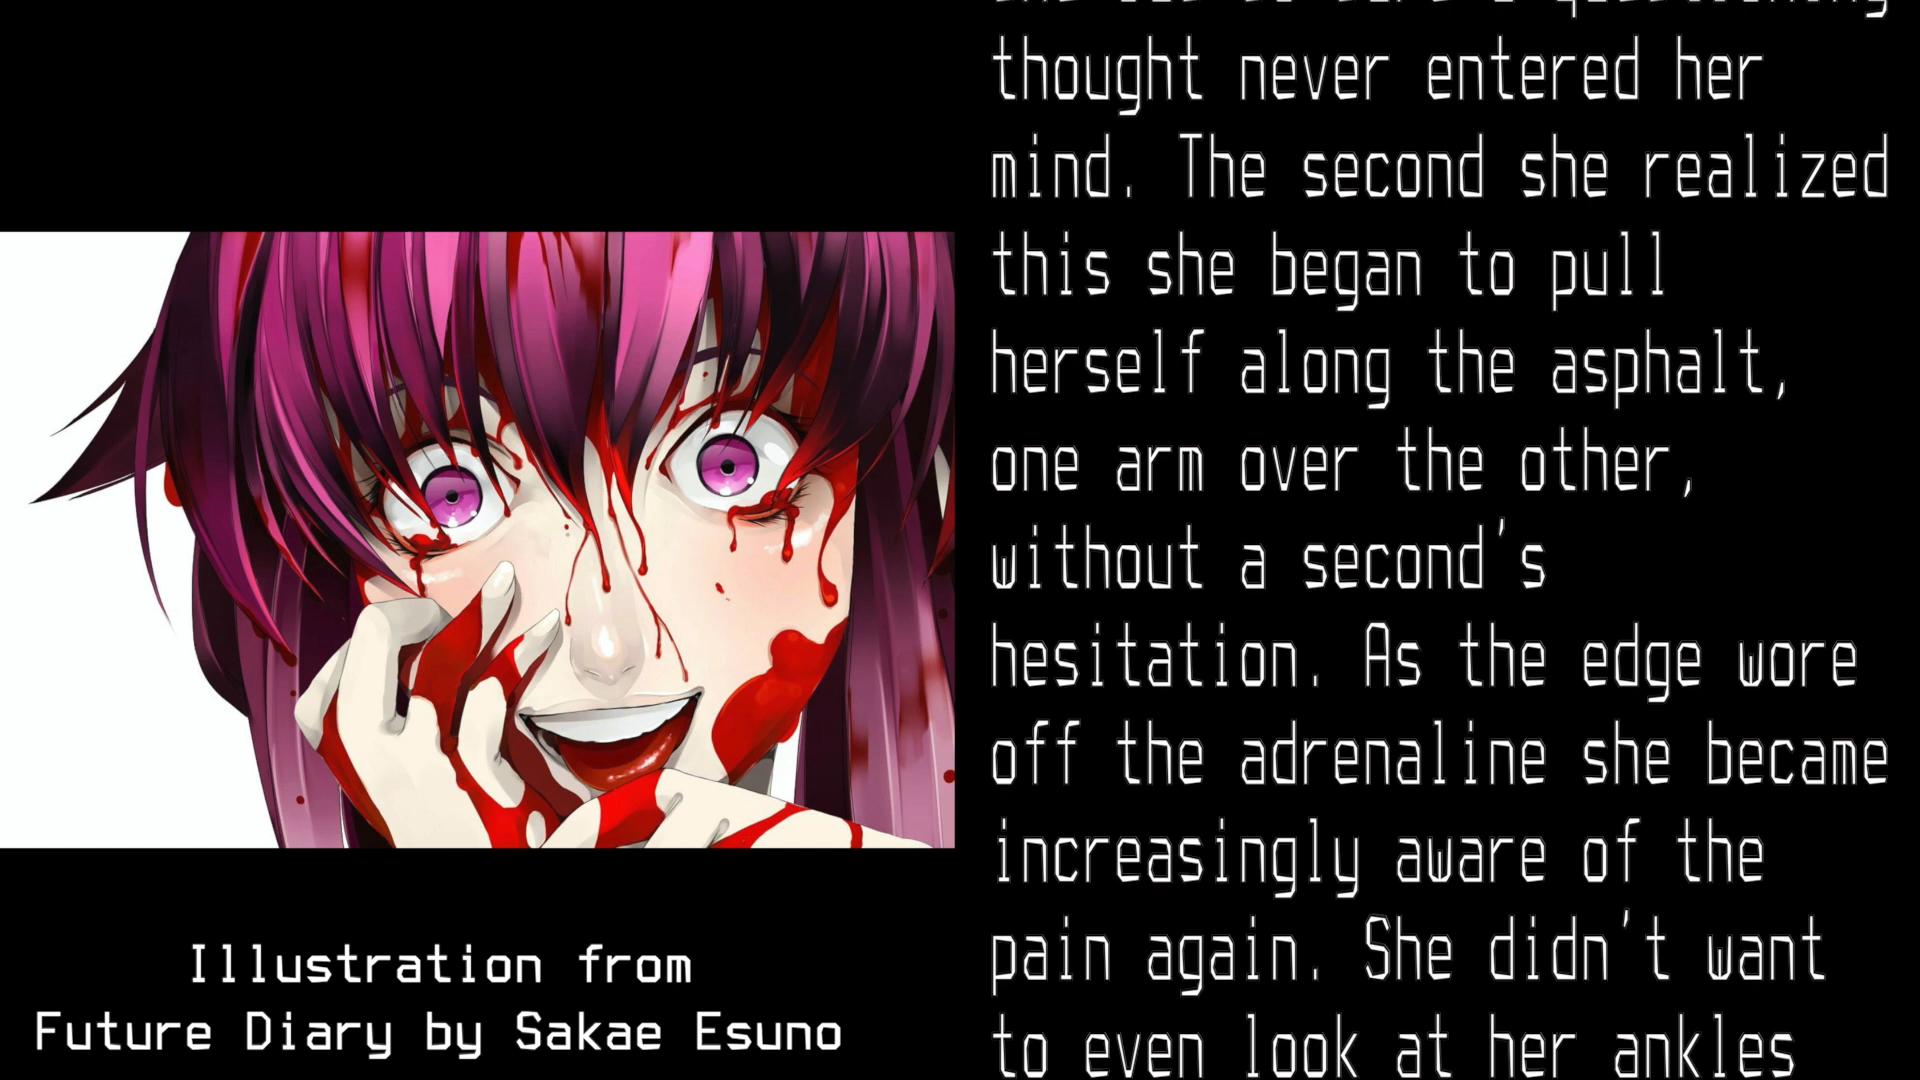 Illustration from
Future Diary by Sakae Esuno
thought never entered her
mind. The second she realized
this she began to pull
herself along the asphalt,
one arm over the other,
without a second's
hesitation. As the edge wore
off the adrenaline she became
increasingly aware of the
pain again. She didn't want
to even look at her ankles